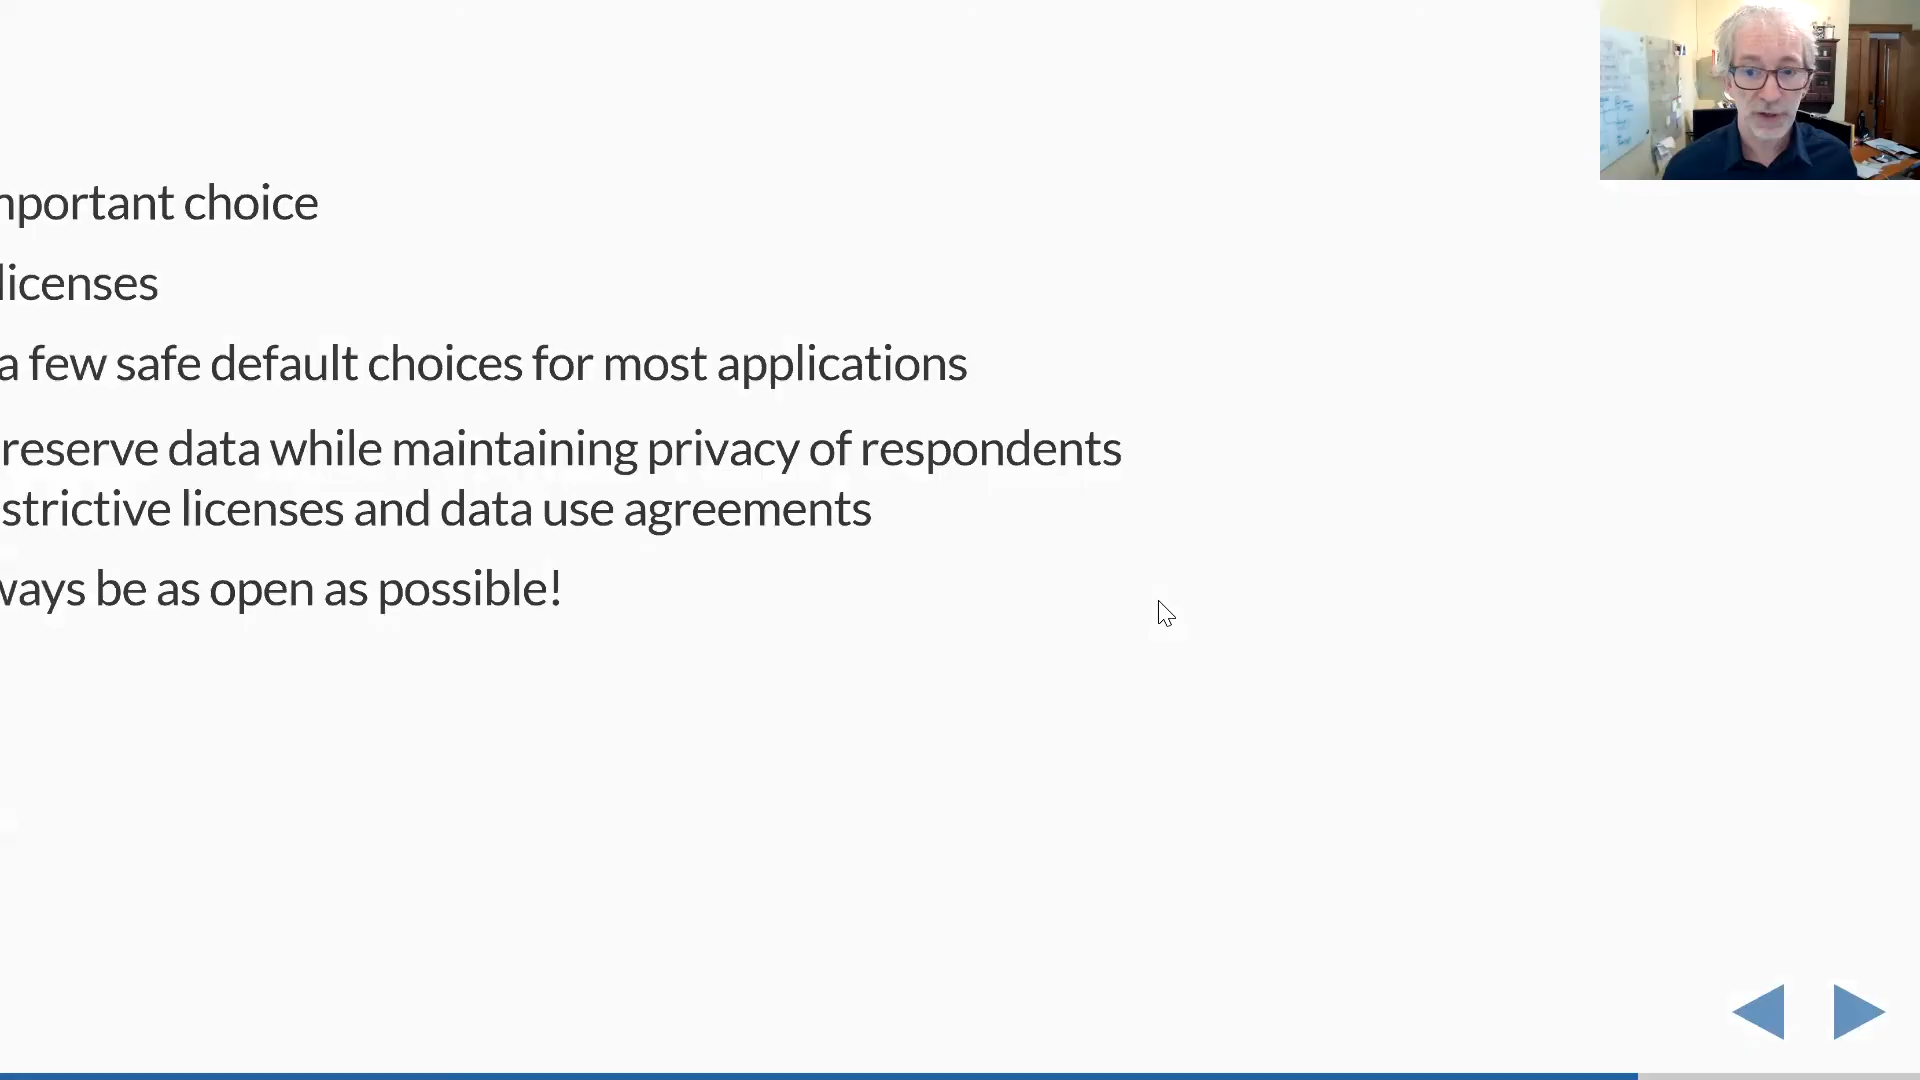 mportant choice
licenses
a few safe default choices for most applications
reserve data while maintaining privacy of respondents
strictive licenses and data use agreements
ways be as open as possible!